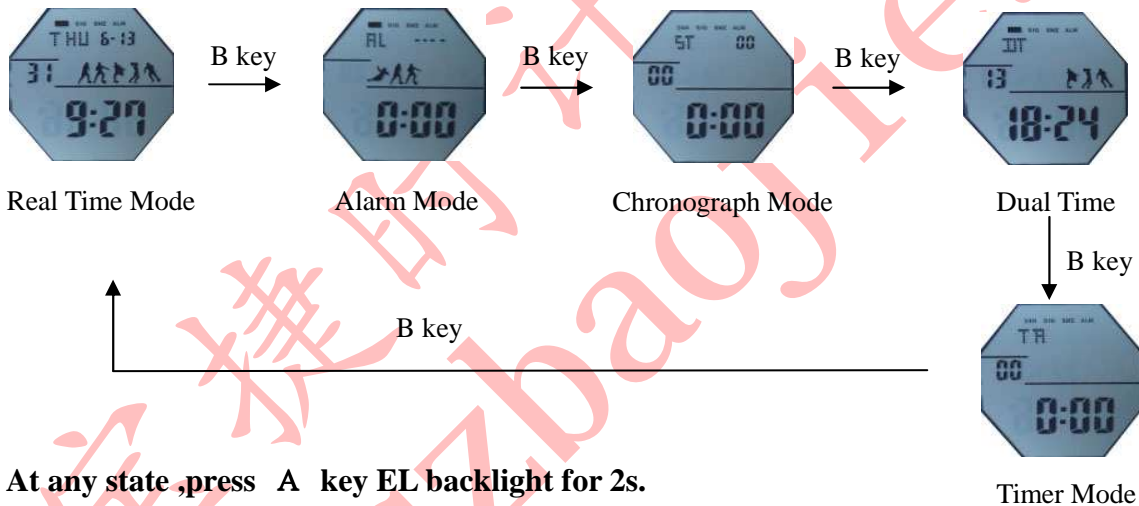 THU 6-13
31
9:27
B key
AL ----
0:00
B key
ST 00
00
0:00
B key
DT
13
18:24
Real Time Mode
Alarm Mode
Chronograph Mode
Dual Time
B key
B key
TR
00
0:00
At any state ,press A key EL backlight for 2s.
Timer Mode
捷
zbaojie